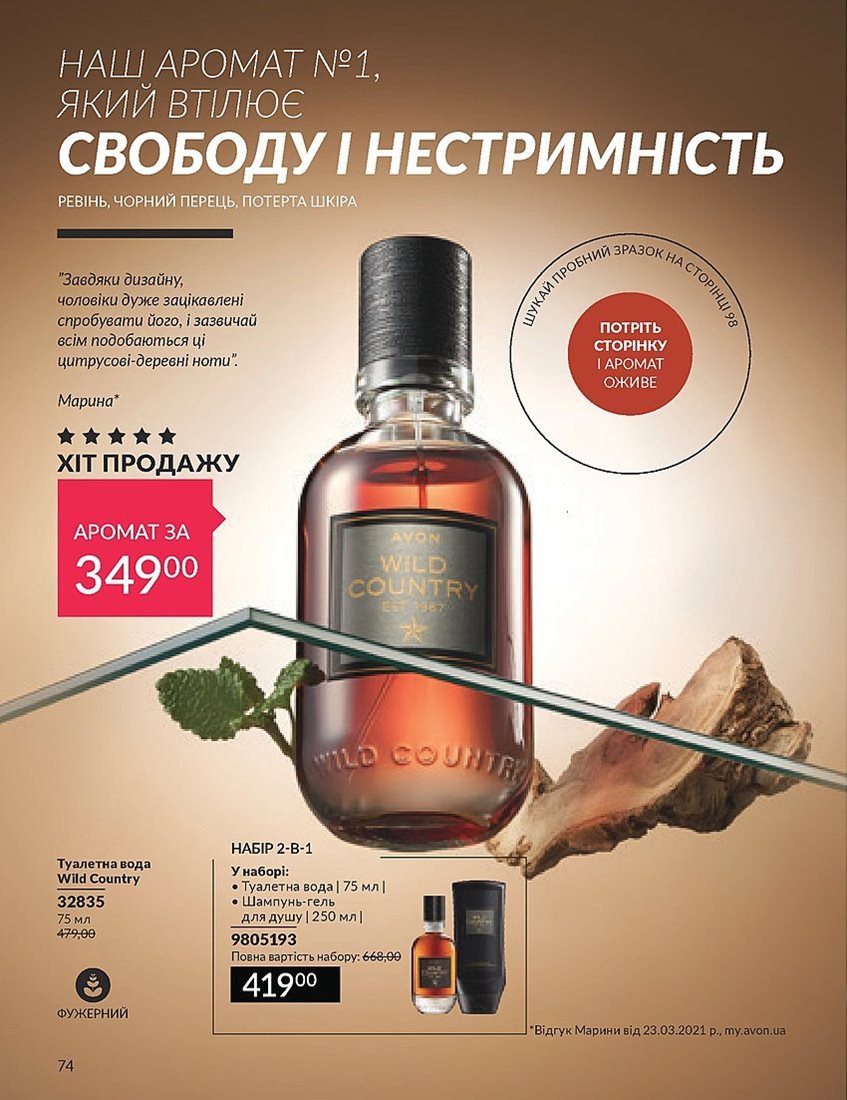 НАШ АРОМАТ №1,
ЯКИЙ ВТІЛЮЄ
СВОБОДУ І НЕСТРИМНІСТЬ
РЕВІНЬ, ЧОРНИЙ ПЕРЕЦЬ, ПОТЕРТА ШКІРА
"Завдяки дизайну,
чоловіки дуже зацікавлені
спробувати його, і зазвичай
всім подобаються ці
цитрусові-деревні ноти".
Марина*
ХІТ ПРОДАЖУ
АРОМАТ ЗА
349⁰⁰
ШУКАЙ ПРОБНИЙ ЗРАЗОК НА СТОРІНЦІ 98
ПОТРІТЬ
СТОРІНКУ
І АРОМАТ
ОЖИВЕ
AVON
WILD
COUNTRY
EST 1967
WILD COUNTRY
Туалетна вода
Wild Country
32835
75 мл
479,00
ФУЖЕРНИЙ
НАБІР 2-В-1
У наборі:
• Туалетна вода | 75 мл |
• Шампунь-гель
для душу | 250 мл |
9805193
Повна вартість набору: 668,00
419⁰⁰
WILD
COUNTRY
*Відгук Марини від 23.03.2021 р., my.avon.ua
74